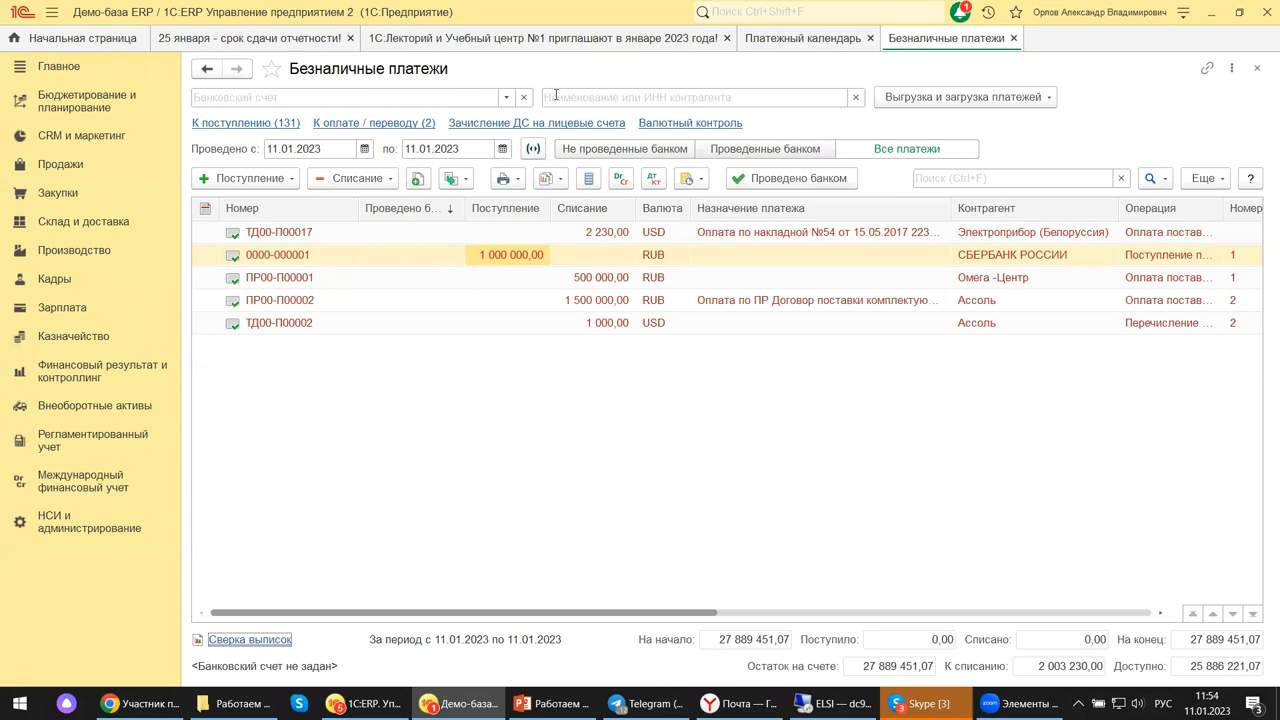 Демо-база ERP / 1С:ERP Управление предприятием 2 (1С:Предприятие)
Поиск Ctrl+Shift+F
1
Орлов Александр Владимирович
Начальная страница
25 января - срок сдачи отчетности!
1С:Лекторий и Учебный центр №1 приглашают в январе 2023 года!
Платежный календарь
Безналичные платежи
Главное
Бюджетирование и
планирование
CRM и маркетинг
Продажи
Закупки
Склад и доставка
Производство
Кадры
Зарплата
Казначейство
Финансовый результат и
контроллинг
Внеоборотные активы
Регламентированный
учет
Международный
финансовый учет
НСИ и
администрирование
Безналичные платежи
Банковский счет
Наименование или ИНН контрагента
Выгрузка и загрузка платежей
К поступлению (131)
К оплате / переводу (2)
Зачисление ДС на лицевые счета
Валютный контроль
Проведено с: 11.01.2023 по: 11.01.2023
Не проведенные банком
Проведенные банком
Все платежи
Поступление
Списание
Проведено банком
Поиск (Ctrl+F)
Еще
?
Номер Проведено б... ↓ Поступление Списание Валюта Назначение платежа Контрагент Операция Номер
ТД00-П00017 2 230,00 USD Оплата по накладной №54 от 15.05.2017 223... Электроприбор (Белоруссия) Оплата постав...
0000-000001 1 000 000,00 RUB СБЕРБАНК РОССИИ Поступление п... 1
ПР00-П00001 500 000,00 RUB Омега -Центр Оплата постав... 1
ПР00-П00002 1 500 000,00 RUB Оплата по ПР Договор поставки комплектую... Ассоль Оплата постав... 2
ТД00-П00002 1 000,00 USD Ассоль Перечисление ... 2
Сверка выписок
За период с 11.01.2023 по 11.01.2023
На начало: 27 889 451,07 Поступило: 0,00 Списано: 0,00 На конец: 27 889 451,07
<Банковский счет не задан>
Остаток на счете: 27 889 451,07 К списанию: 2 003 230,00 Доступно: 25 886 221,07
Участник п...
Работаем ...
1С:ERP. Уп...
Демо-база...
Работаем ...
Telegram (...
Почта — Г...
ELSI — dc9...
Skype [3]
Элементы ...
РУС
11:54
11.01.2023